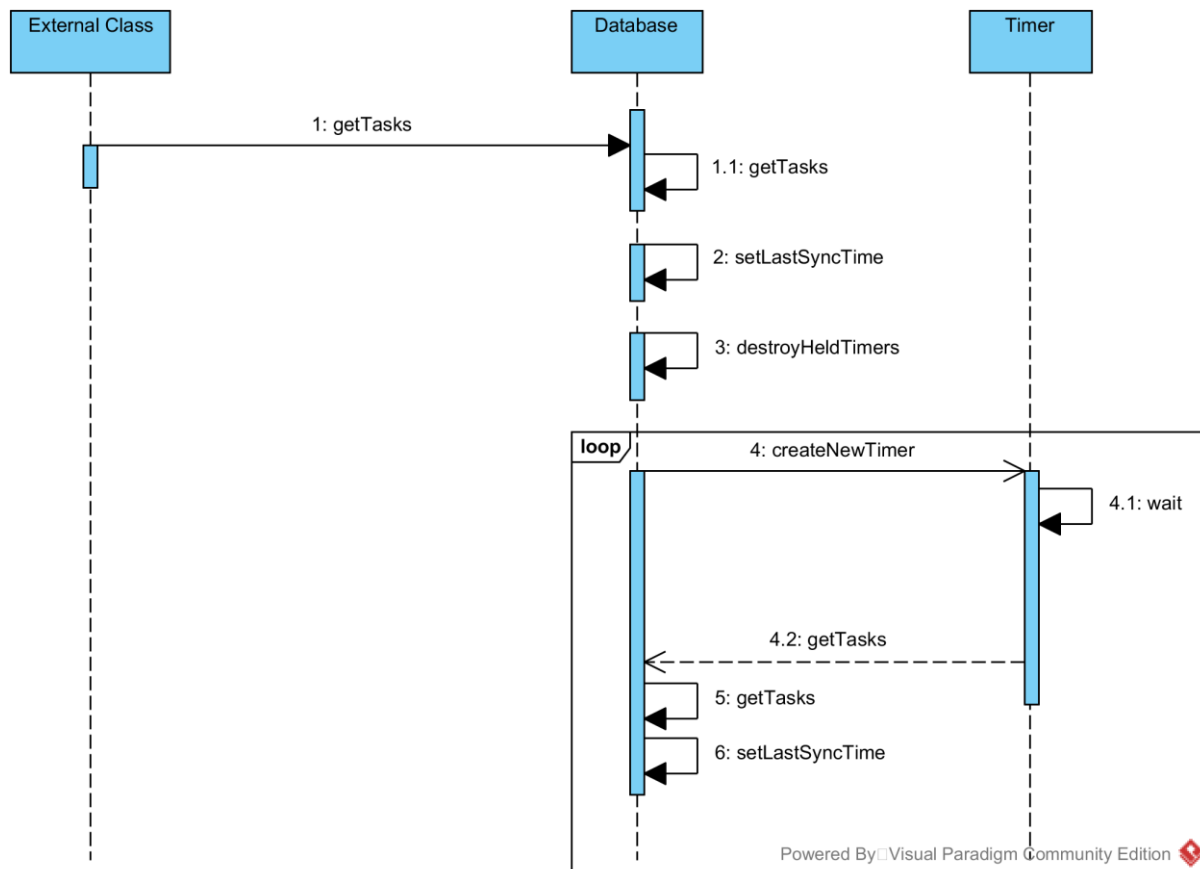 External Class
Database
Timer
1: getTasks
1.1: getTasks
2: setLastSyncTime
3: destroyHeldTimers
loop
4: createNewTimer
4.1: wait
4.2: getTasks
5: getTasks
6: setLastSyncTime
Powered By Visual Paradigm Community Edition